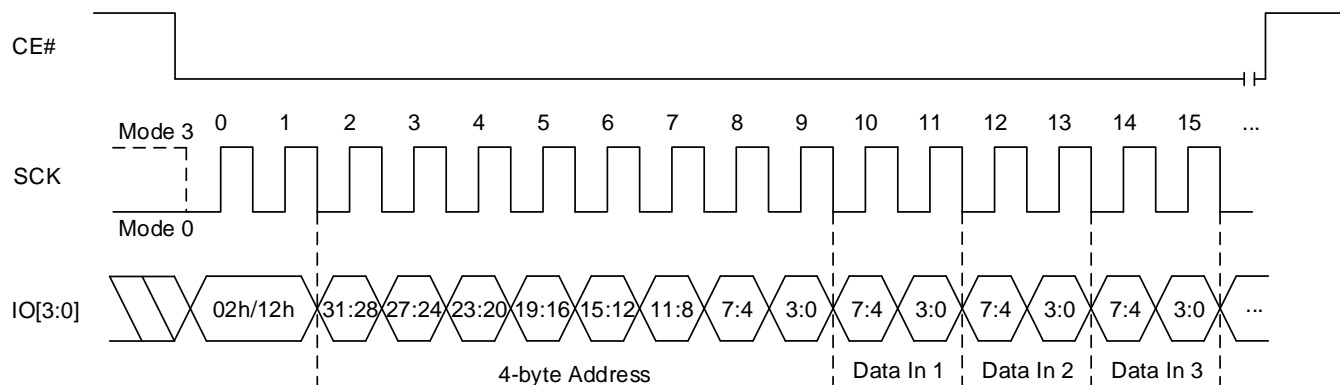 CE#
0 1 2 3 4 5 6 7 8 9 10 11 12 13 14 15 ...
Mode 3
SCK
Mode 0
IO[3:0] 02h/12h 31:28 27:24 23:20 19:16 15:12 11:8 7:4 3:0 7:4 3:0 7:4 3:0 7:4 3:0 ...
4-byte Address Data In 1 Data In 2 Data In 3